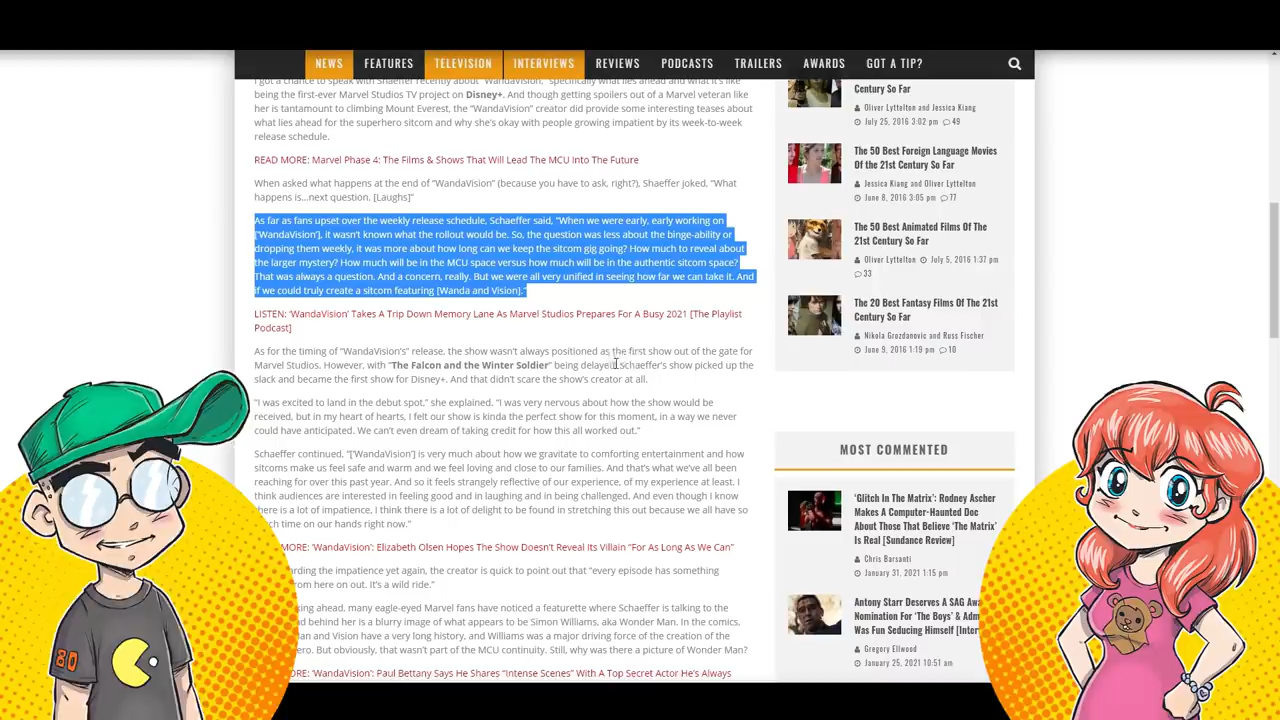 NEWS FEATURES TELEVISION INTERVIEWS REVIEWS PODCASTS TRAILERS AWARDS GOT A TIP?
I got a chance to speak with Shaeffer recently about "WandaVision," specifically what lies ahead and what it's like
being the first-ever Marvel Studios TV project on Disney+. And though getting spoilers out of a Marvel veteran like
her is tantamount to climbing Mount Everest, the "WandaVision" creator did provide some interesting teases about
what lies ahead for the superhero sitcom and why she's okay with people growing impatient by its week-to-week
release schedule.
READ MORE: Marvel Phase 4: The Films & Shows That Will Lead The MCU Into The Future
When asked what happens at the end of "WandaVision" (because you have to ask, right?), Shaeffer joked, "What
happens is…next question. [Laughs]"
As far as fans upset over the weekly release schedule, Schaeffer said, "When we were early, early working on
['WandaVision'], it wasn't known what the rollout would be. So, the question was less about the binge-ability or
dropping them weekly, it was more about how long can we keep the sitcom gig going? How much to reveal about
the larger mystery? How much will be in the MCU space versus how much will be in the authentic sitcom space?
That was always a question. And a concern, really. But we were all very unified in seeing how far we can take it. And
if we could truly create a sitcom featuring [Wanda and Vision]."
LISTEN: 'WandaVision' Takes A Trip Down Memory Lane As Marvel Studios Prepares For A Busy 2021 [The Playlist
Podcast]
As for the timing of "WandaVision's" release, the show wasn't always positioned as the first show out of the gate for
Marvel Studios. However, with "The Falcon and the Winter Soldier" being delayed, Schaeffer's show picked up the
slack and became the first show for Disney+. And that didn't scare the show's creator at all.
"I was excited to land in the debut spot," she explained. "I was very nervous about how the show would be
received, but in my heart of hearts, I felt our show is kinda the perfect show for this moment, in a way we never
could have anticipated. We can't even dream of taking credit for how this all worked out."
Schaeffer continued. "['WandaVision'] is very much about how we gravitate to comforting entertainment and how
sitcoms make us feel safe and warm and we feel loving and close to our families. And that's what we've all been
reaching for over this past year. And so it feels strangely reflective of our experience, of my experience at least. I
think audiences are interested in feeling good and in laughing and in being challenged. And even though I know
there is a lot of impatience, I think there is a lot of delight to be found in stretching this out because we all have so
time on our hands right now."
MORE: 'WandaVision': Elizabeth Olsen Hopes The Show Doesn't Reveal Its Villain "For As Long As We Can"
the impatience yet again, the creator is quick to point out that "every episode has something
from here on out. It's a wild ride."
ahead, many eagle-eyed Marvel fans have noticed a featurette where Schaeffer is talking to the
behind her is a blurry image of what appears to be Simon Williams, aka Wonder Man. In the comics,
and Vision have a very long history, and Williams was a major driving force of the creation of the
But obviously, that wasn't part of the MCU continuity. Still, why was there a picture of Wonder Man?
MORE: 'WandaVision': Paul Bettany Says He Shares "Intense Scenes" With A Top Secret Actor He's Always
Century So Far
Oliver Lyttelton and Jessica Kiang
July 25, 2016 3:02 pm 49
The 50 Best Foreign Language Movies
Of the 21st Century So Far
Jessica Kiang and Oliver Lyttelton
June 8, 2016 3:05 pm 77
The 50 Best Animated Films Of The
21st Century So Far
Oliver Lyttelton July 5, 2016 1:37 pm
33
The 20 Best Fantasy Films Of The 21st
Century So Far
Nikola Grozdanovic and Russ Fischer
June 9, 2016 1:19 pm 10
MOST COMMENTED
'Glitch In The Matrix': Rodney Ascher
Makes A Computer-Haunted Doc
About Those That Believe 'The Matrix'
Is Real [Sundance Review]
Chris Barsanti
January 31, 2021 1:15 pm
Antony Starr Deserves A SAG
Nomination For 'The Boys' &
Was Fun Seducing Himself
Gregory Ellwood
January 25, 2021 10:51 am
80